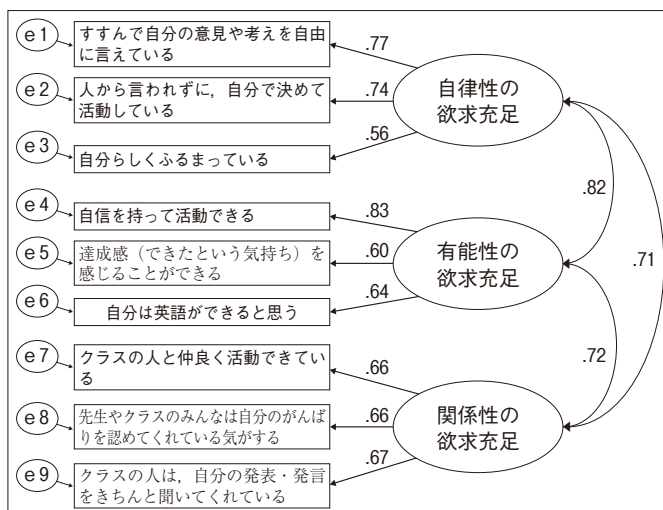 e1
すすんで自分の意見や考えを自由
に言えている
.77
e2
人から言われずに，自分で決めて
活動している
.74
自律性の
欲求充足
e3
自分らしくふるまっている
.56
.82
.71
e4
自信を持って活動できる
.83
e5
達成感（できたという気持ち）を
感じることができる
.60
有能性の
欲求充足
e6
自分は英語ができると思う
.64
.72
e7
クラスの人と仲良く活動できてい
る
.66
e8
先生やクラスのみんなは自分のがんば
りを認めてくれている気がする
.66
関係性の
欲求充足
e9
クラスの人は，自分の発表・発言
をきちんと聞いてくれている
.67